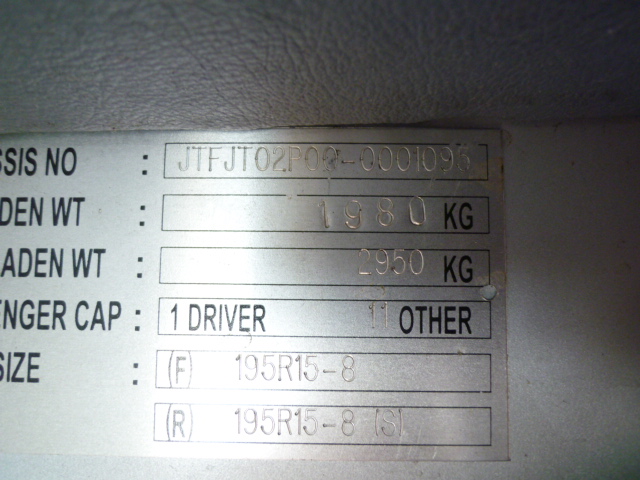 SSIS NO : JTFJT02P00-0001093
DEN WT : 1980 KG
ADEN WT : 2950 KG
ENGER CAP : 1 DRIVER 11 OTHER
SIZE : (F) 195R15-8
(R) 195R15-8 (S)